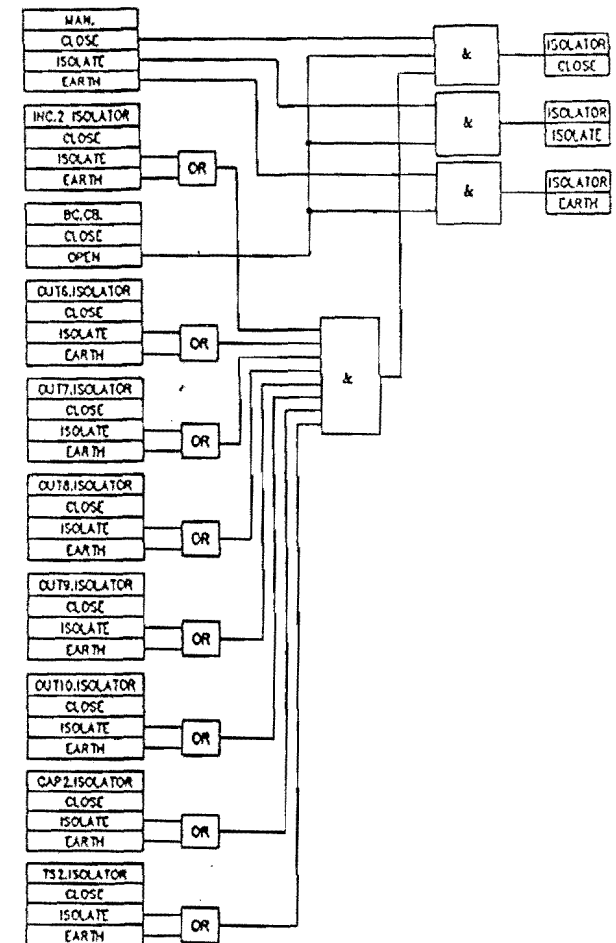 MAN.
CLOSE
ISOLATE
EARTH
INC.2 ISOLATOR
CLOSE
ISOLATE
EARTH
OR
BC.CB.
CLOSE
OPEN
OUT6.ISOLATOR
CLOSE
ISOLATE
EARTH
OR
OUT7.ISOLATOR
CLOSE
ISOLATE
EARTH
OR
OUT8.ISOLATOR
CLOSE
ISOLATE
EARTH
OR
OUT9.ISOLATOR
CLOSE
ISOLATE
EARTH
OR
OUT10.ISOLATOR
CLOSE
ISOLATE
EARTH
OR
CAP2.ISOLATOR
CLOSE
ISOLATE
EARTH
OR
TS2.ISOLATOR
CLOSE
ISOLATE
EARTH
OR
&
&
&
&
ISOLATOR
CLOSE
ISOLATOR
ISOLATE
ISOLATOR
EARTH